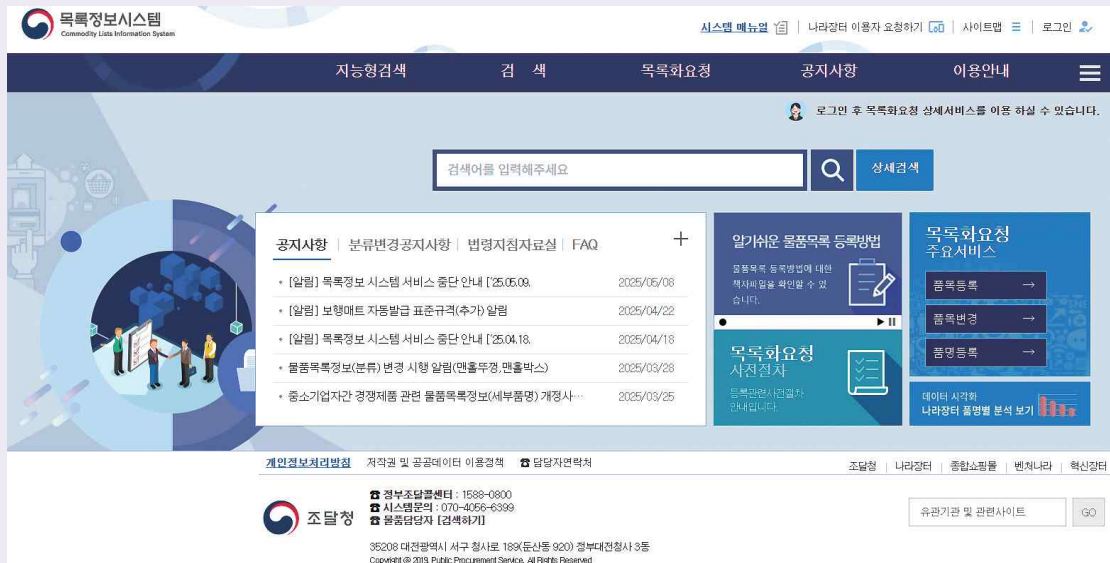 목록정보시스템
Commodity Lists Information System
시스템 매뉴얼 | 나라장터 이용자 요청하기 | 사이트맵 | 로그인
지능형검색 검 색 목록화요청 공지사항 이용안내
로그인 후 목록화요청 상세서비스를 이용 하실 수 있습니다.
검색어를 입력해주세요
상세검색
공지사항 | 분류변경공지사항 | 법령지침자료실 | FAQ
• [알림] 목록정보 시스템 서비스 중단 안내 ['25.05.09. 2025/05/08
• [알림] 보행매트 자동발급 표준규격(추가) 알림 2025/04/22
• [알림] 목록정보 시스템 서비스 중단 안내 ['25.04.18. 2025/04/18
• 물품목록정보(분류) 변경 시행 알림(맨홀뚜껑,맨홀박스) 2025/03/28
• 중소기업자간 경쟁제품 관련 물품목록정보(세부품명) 개정사… 2025/03/25
알기쉬운 물품목록 등록방법
물품목록 등록방법에 대한
책자파일을 확인할 수 있
습니다.
목록화요청
사전절차
등록관련사전절차
안내입니다.
목록화요청
주요서비스
품목등록 →
품목변경 →
품명등록 →
데이터 시각화
나라장터 품명별 분석 보기
개인정보처리방침 저작권 및 공공데이터 이용정책 ☎ 담당자연락처
조달청 | 나라장터 | 종합쇼핑몰 | 벤처나라 | 혁신장터
조달청
☎ 정부조달콜센터 : 1588-0800
☎ 시스템문의 : 070-4056-6399
☎ 물품담당자 [검색하기]
유관기관 및 관련사이트 GO
35208 대전광역시 서구 청사로 189(둔산동 920) 정부대전청사 3동
Copyright @ 2019, Public Procurement Service, All Rights Reserved